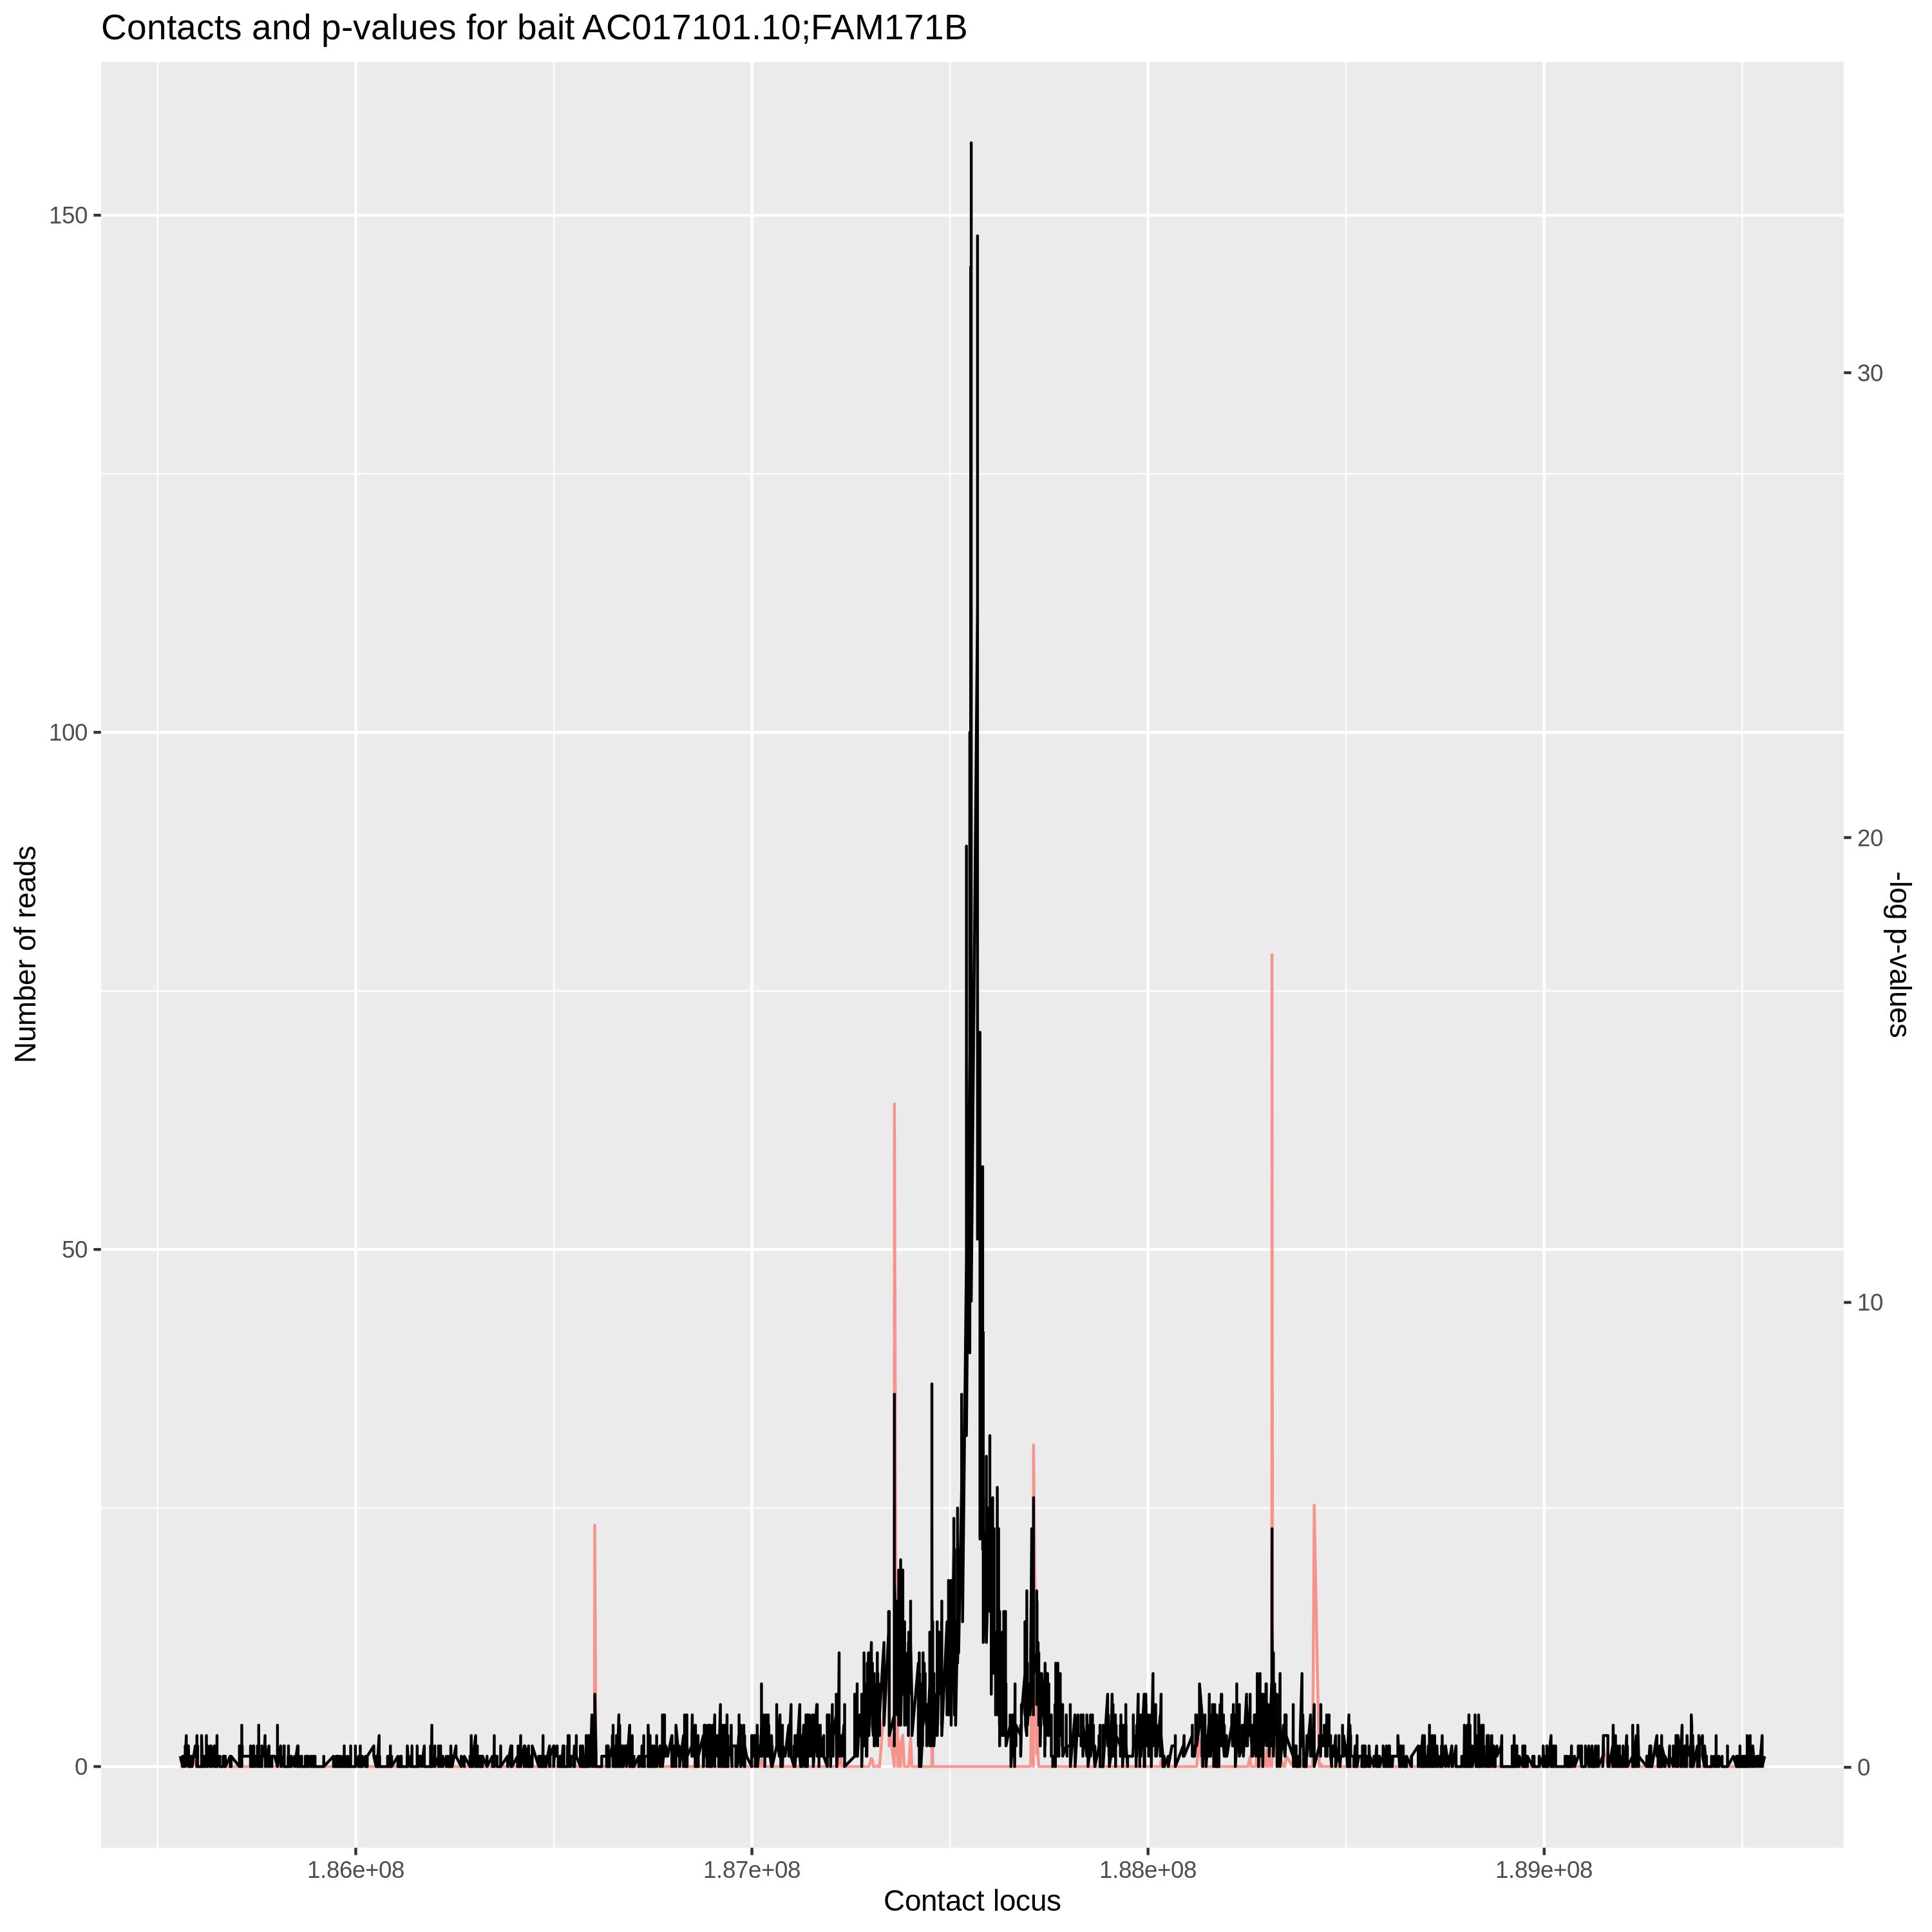 Contacts and p-values for bait AC017101.10;FAM171B
150
100
50
0
Number of reads
30
20
10
0
-log p-values
1.86e+08
1.87e+08
1.88e+08
1.89e+08
Contact locus